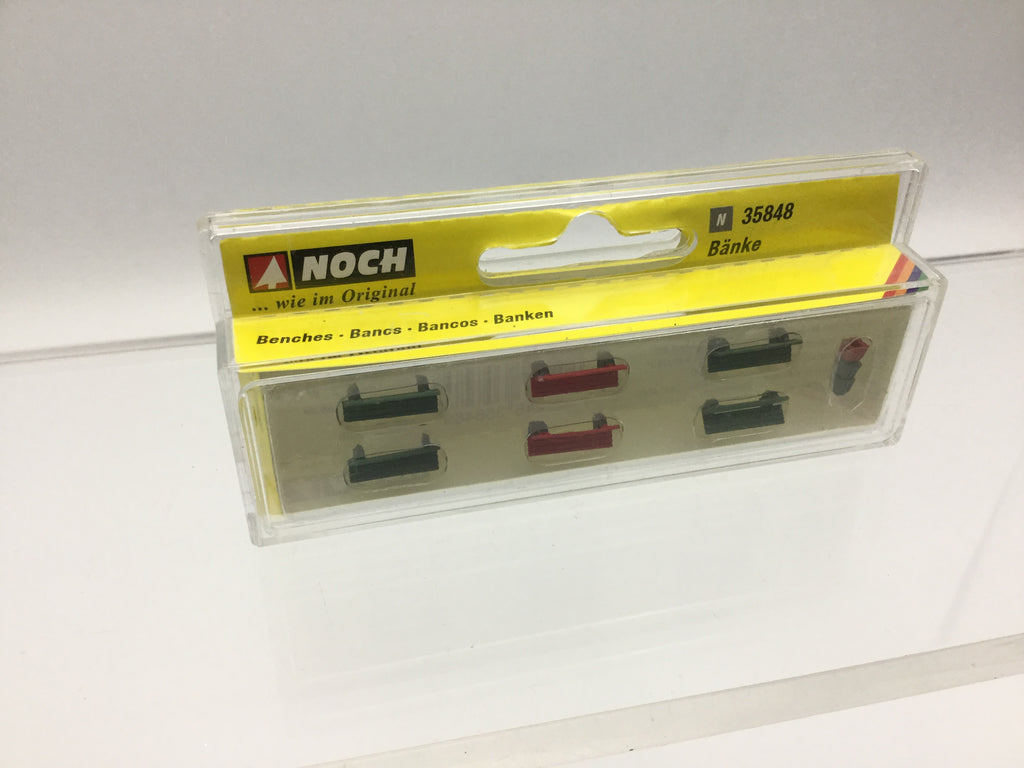 NOCH
... wie im Original
N 35848
Bänke
Benches · Bancs · Bancos · Banken